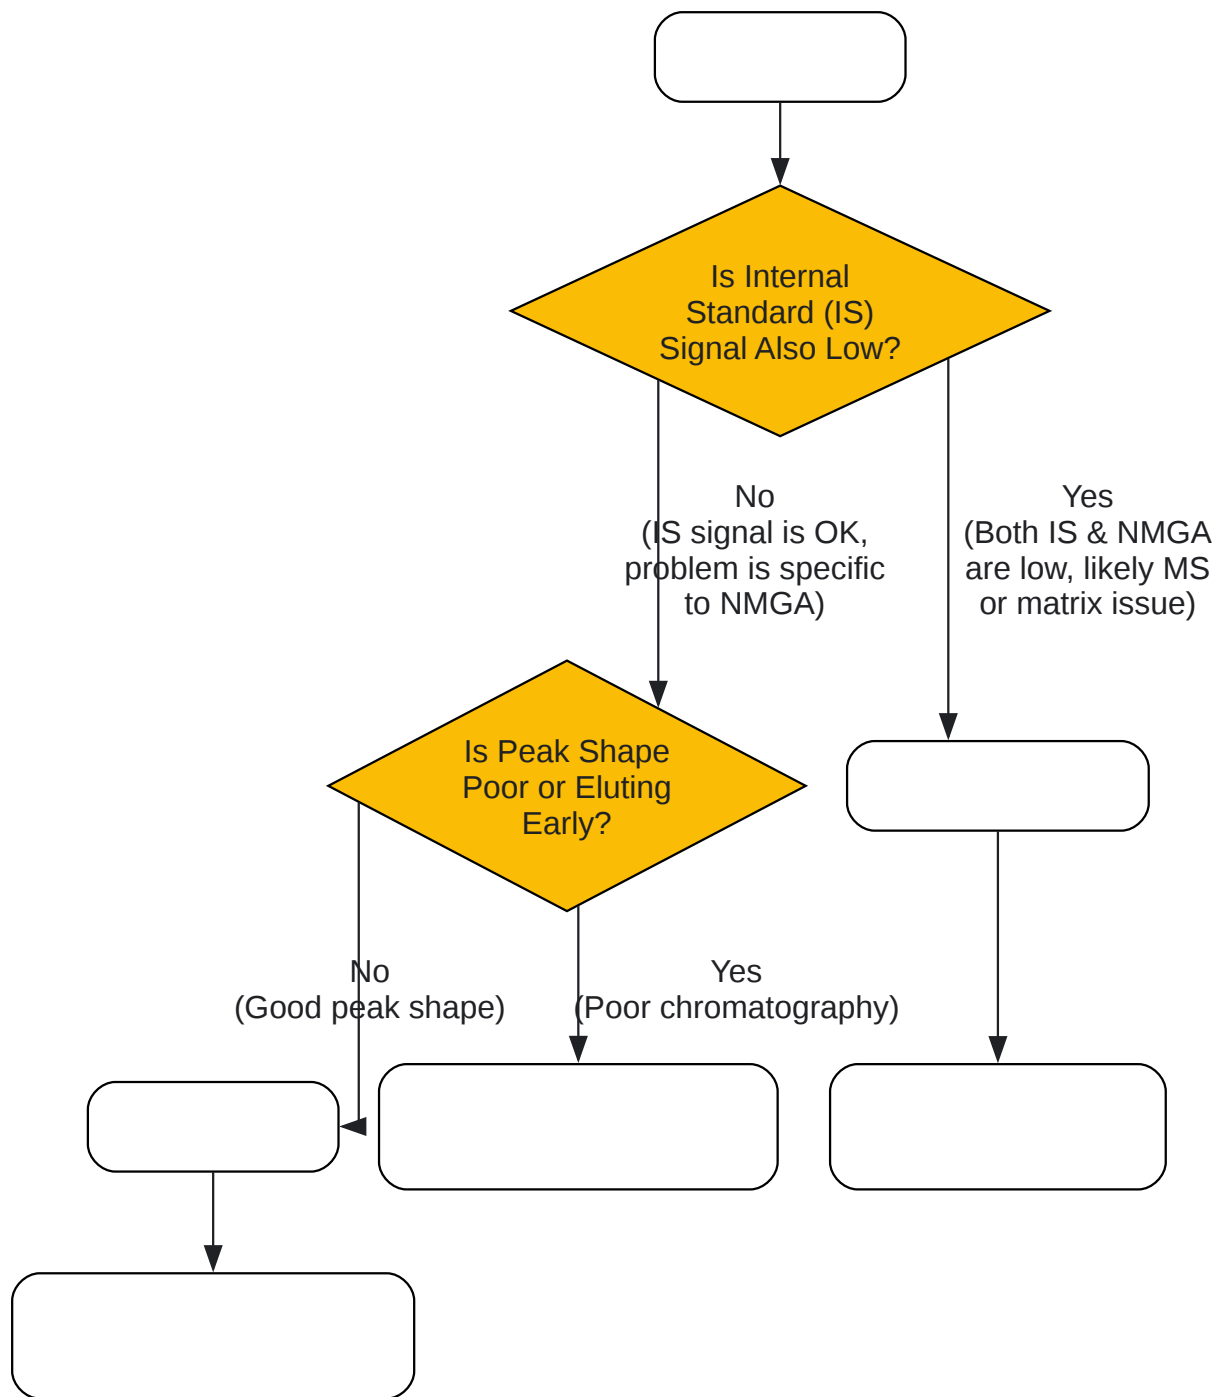 Is Internal
Standard (IS)
Signal Also Low?
No
(IS signal is OK,
problem is specific
to NMGA)
Yes
(Both IS & NMGA
are low, likely MS
or matrix issue)
Is Peak Shape
Poor or Eluting
Early?
No
(Good peak shape)
Yes
(Poor chromatography)